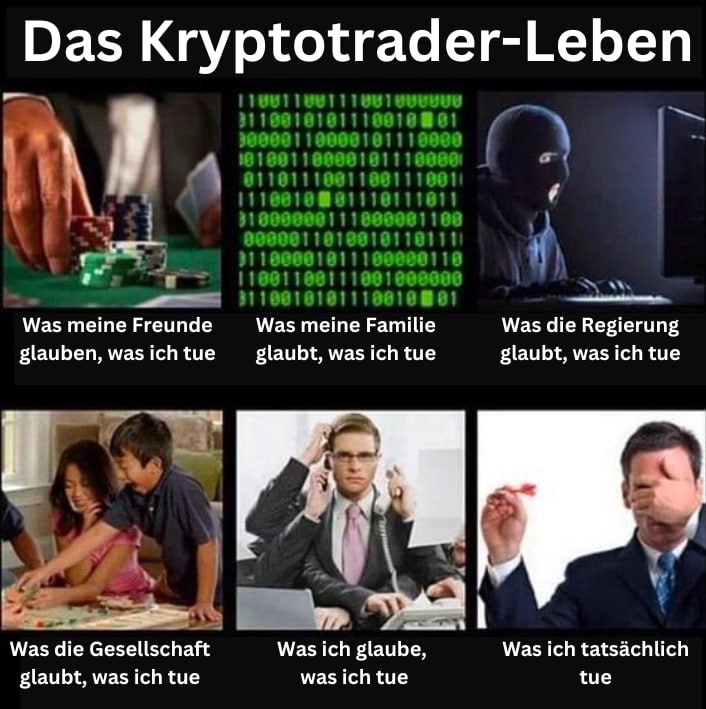 Das Kryptotrader-Leben
Was meine Freunde
glauben, was ich tue
Was meine Familie
glaubt, was ich tue
Was die Regierung
glaubt, was ich tue
Was die Gesellschaft
glaubt, was ich tue
Was ich glaube,
was ich tue
Was ich tatsächlich
tue